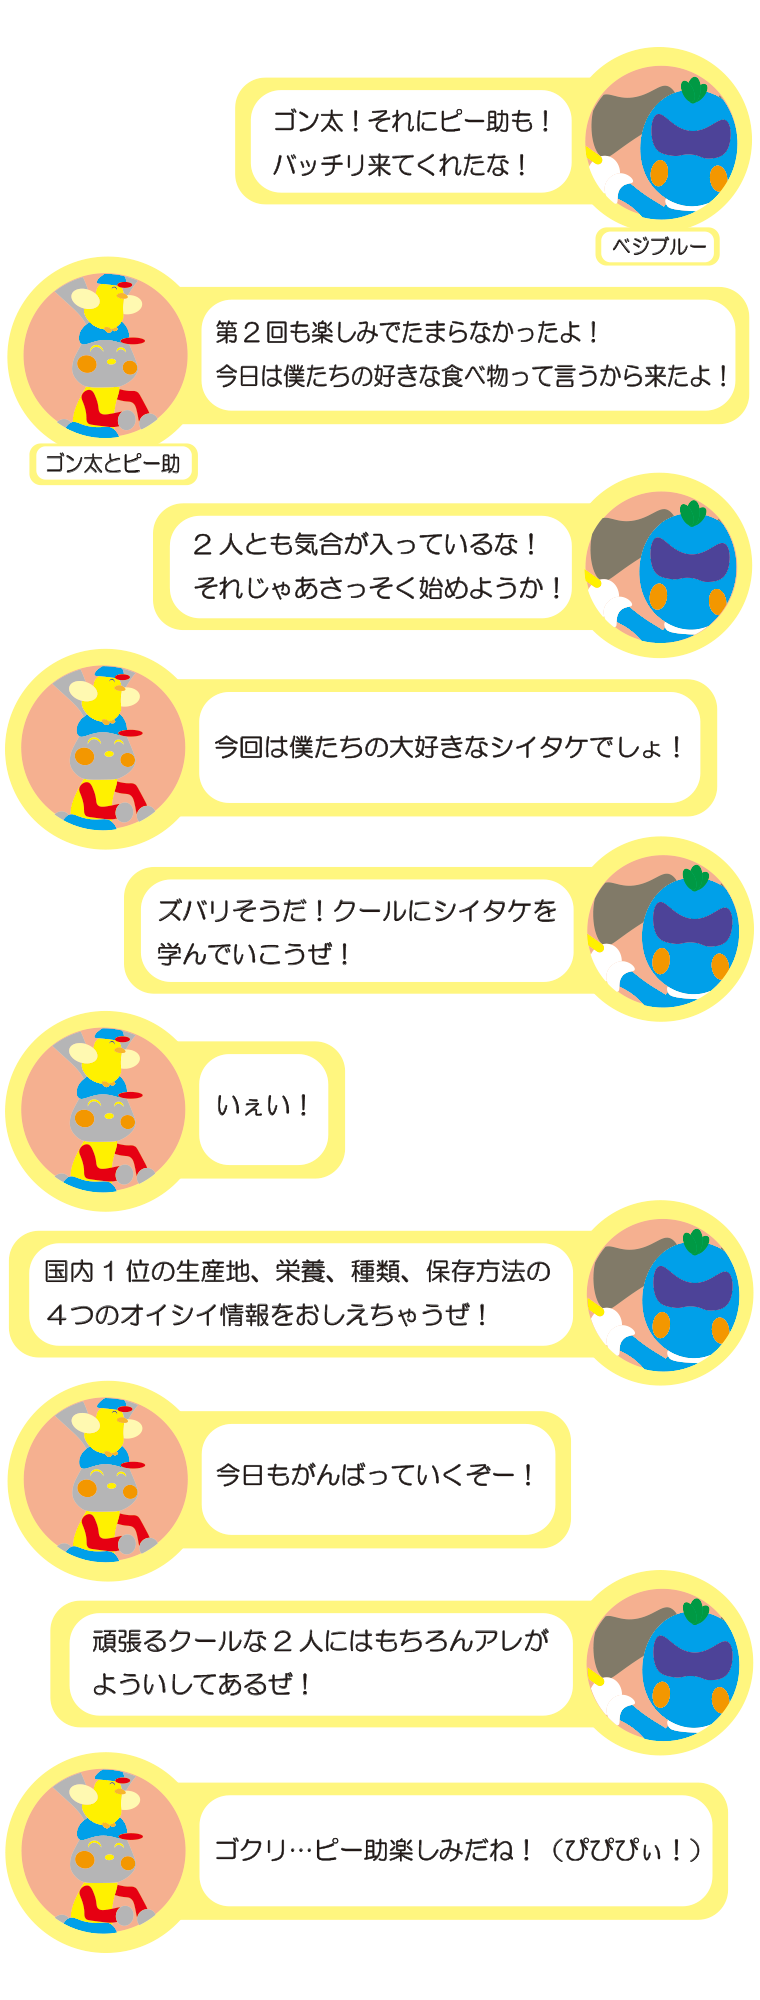 ゴン太！それにピー助も！
バッチリ来てくれたな！
ベジブルー
第２回も楽しみでたまらなかったよ！
今日は僕たちの好きな食べ物って言うから来たよ！
ゴン太とピー助
２人とも気合が入っているな！
それじゃあさっそく始めようか！
今回は僕たちの大好きなシイタケでしょ！
ズバリそうだ！クールにシイタケを
学んでいこうぜ！
いぇい！
国内１位の生産地、栄養、種類、保存方法の
４つのオイシイ情報をおしえちゃうぜ！
今日もがんばっていくぞー！
頑張るクールな２人にはもちろんアレが
よういしてあるぜ！
ゴクリ…ピー助楽しみだね！（ぴぴぴぃ！）